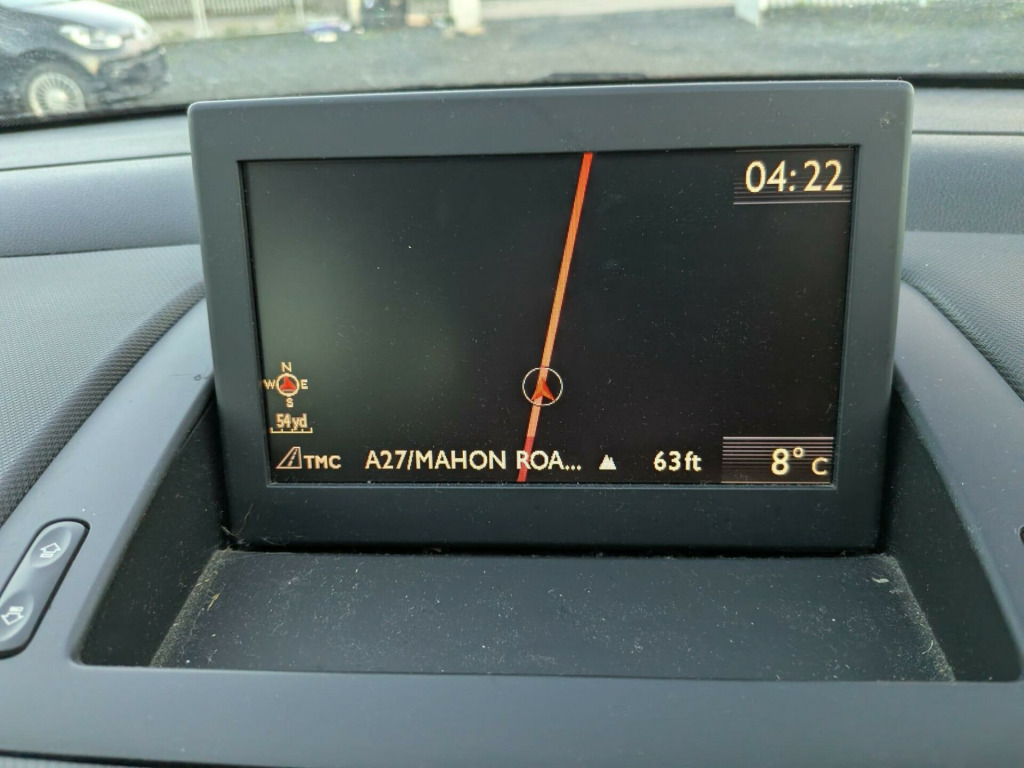 04:22
N
W E
S
54yd
TMC A27/MAHON ROA... 63ft 8°C